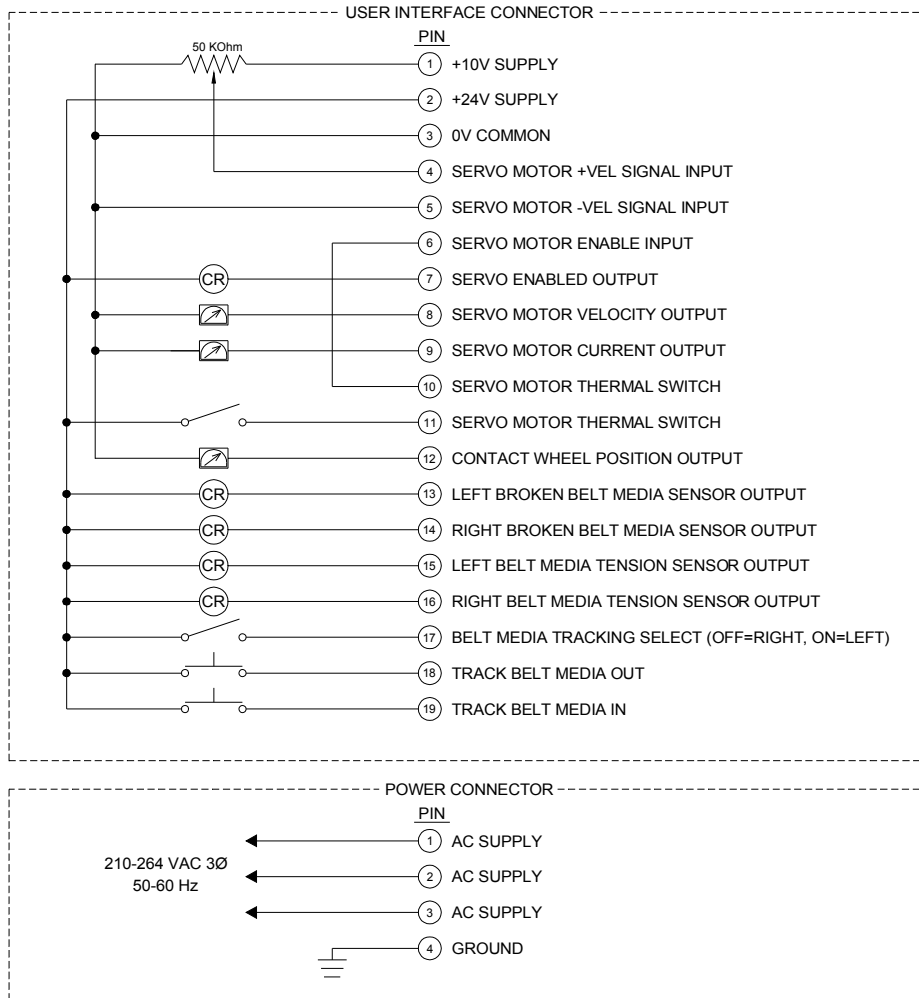 USER INTERFACE CONNECTOR
PIN
50 KOhm
1 +10V SUPPLY
2 +24V SUPPLY
3 0V COMMON
4 SERVO MOTOR +VEL SIGNAL INPUT
5 SERVO MOTOR -VEL SIGNAL INPUT
6 SERVO MOTOR ENABLE INPUT
CR 7 SERVO ENABLED OUTPUT
8 SERVO MOTOR VELOCITY OUTPUT
9 SERVO MOTOR CURRENT OUTPUT
10 SERVO MOTOR THERMAL SWITCH
11 SERVO MOTOR THERMAL SWITCH
12 CONTACT WHEEL POSITION OUTPUT
CR 13 LEFT BROKEN BELT MEDIA SENSOR OUTPUT
CR 14 RIGHT BROKEN BELT MEDIA SENSOR OUTPUT
CR 15 LEFT BELT MEDIA TENSION SENSOR OUTPUT
CR 16 RIGHT BELT MEDIA TENSION SENSOR OUTPUT
17 BELT MEDIA TRACKING SELECT (OFF=RIGHT, ON=LEFT)
18 TRACK BELT MEDIA OUT
19 TRACK BELT MEDIA IN
POWER CONNECTOR
PIN
1 AC SUPPLY
210-264 VAC 3Ø
50-60 Hz
2 AC SUPPLY
3 AC SUPPLY
4 GROUND